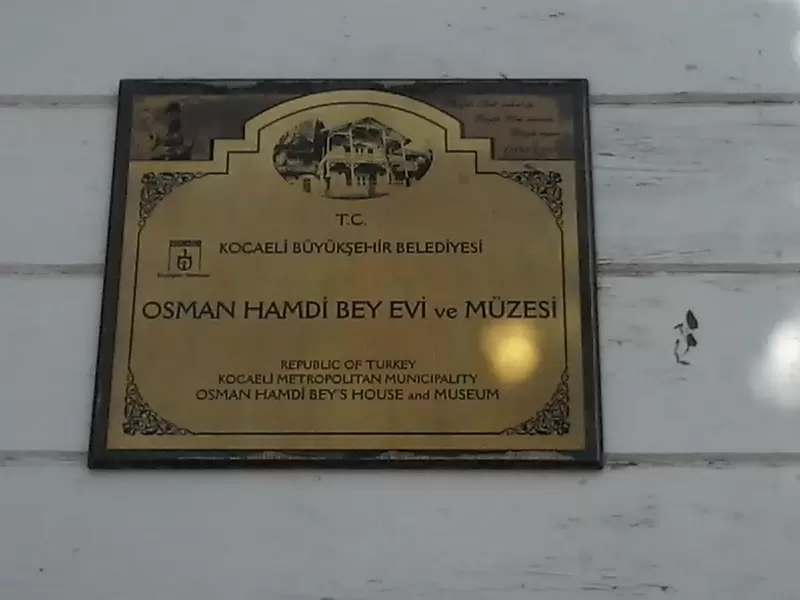 T.C.
KOCAELİ BÜYÜKŞEHİR BELEDİYESİ
OSMAN HAMDİ BEY EVİ ve MÜZESİ
REPUBLIC OF TURKEY
KOCAELİ METROPOLITAN MUNICIPALITY
OSMAN HAMDİ BEY'S HOUSE and MUSEUM